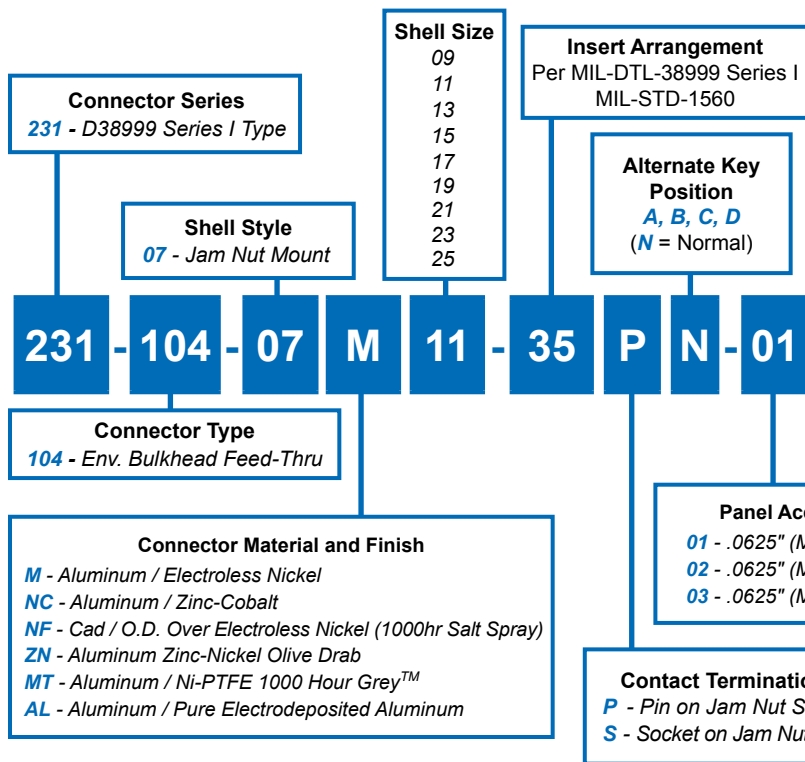 Connector Series
231 - D38999 Series I Type
Shell Style
07 - Jam Nut Mount
Shell Size
09
11
13
15
17
19
21
23
25
Insert Arrangement
Per MIL-DTL-38999 Series I
MIL-STD-1560
Alternate Key
Position
A, B, C, D
(N = Normal)
231 - 104 - 07 M 11 - 35 P N - 01
Connector Type
104 - Env. Bulkhead Feed-Thru
Connector Material and Finish
M - Aluminum / Electroless Nickel
NC - Aluminum / Zinc-Cobalt
NF - Cad / O.D. Over Electroless Nickel (1000hr Salt Spray)
ZN - Aluminum Zinc-Nickel Olive Drab
MT - Aluminum / Ni-PTFE 1000 Hour Grey™
AL - Aluminum / Pure Electrodeposited Aluminum
Panel
01 - .0625"
02 - .0625"
03 - .0625"
Contact
P - Pin on Jam Nut
S - Socket on Jam